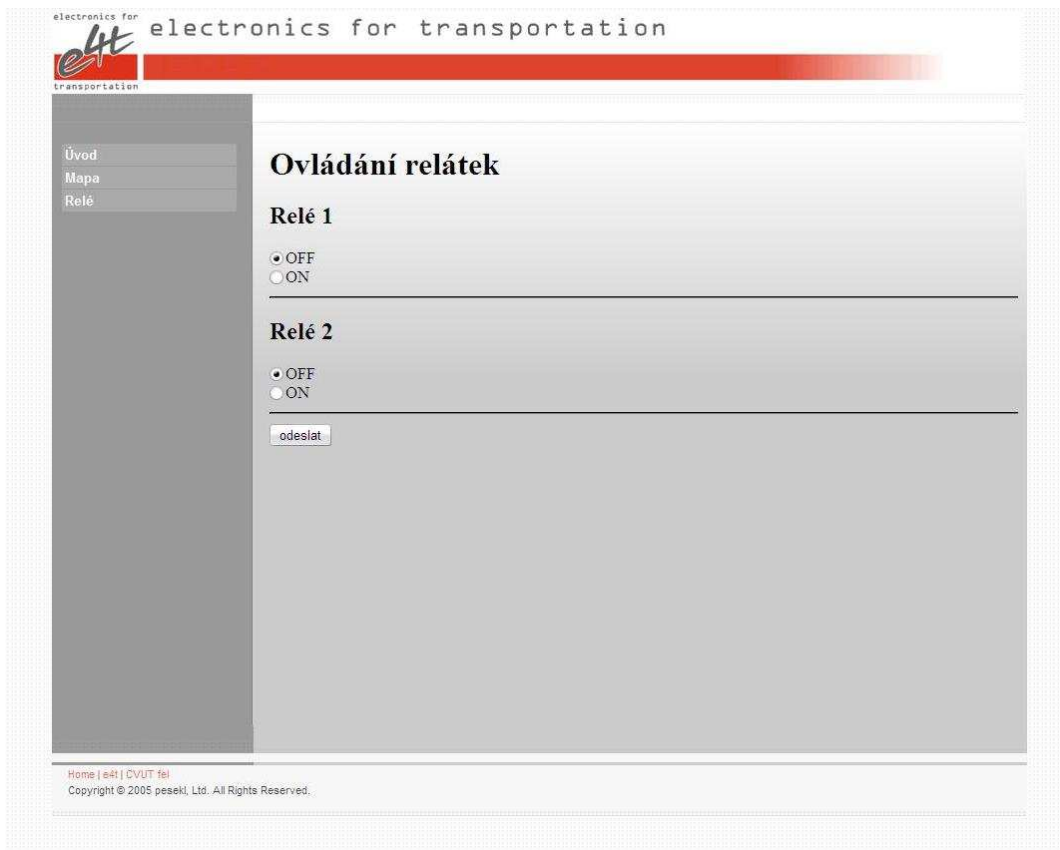 electronics for
e4t
transportation
electronics for transportation
Úvod
Mapa
Relé
Ovládání relátek
Relé 1
OFF
ON
Relé 2
OFF
ON
odeslat
Home | e4t | CVUT fel
Copyright © 2005 pesekl, Ltd. All Rights Reserved.